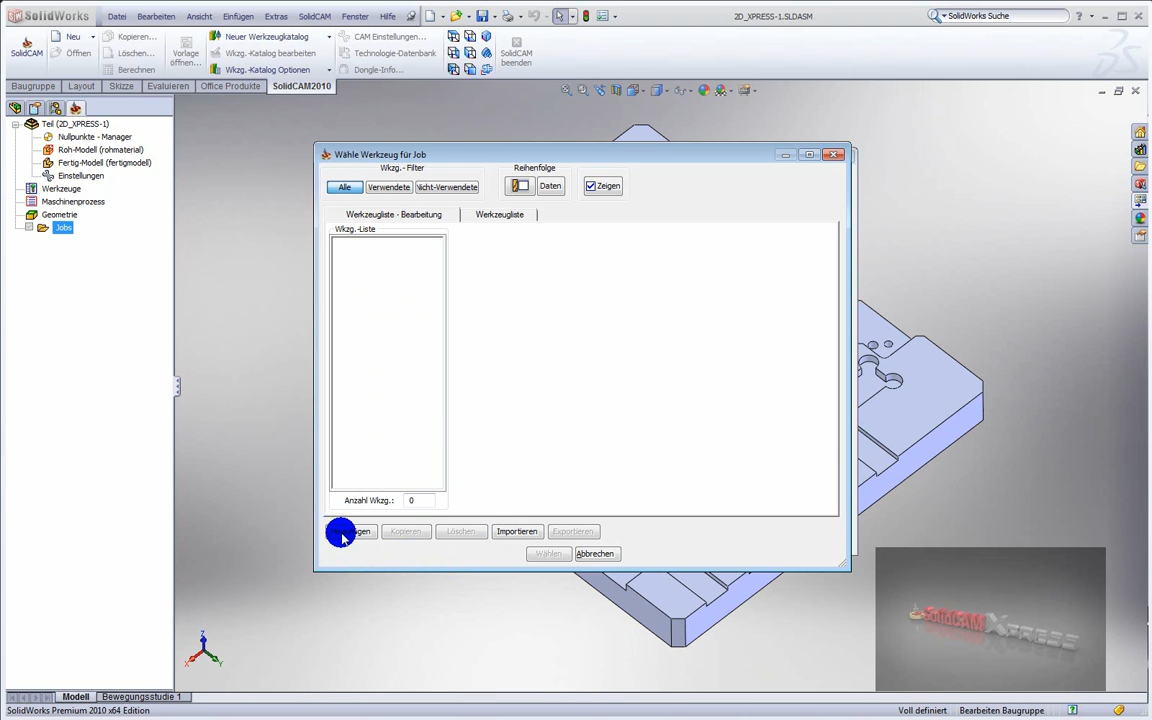 SolidWorks
Datei Bearbeiten Ansicht Einfügen Extras SolidCAM Fenster Hilfe
2D_XPRESS-1.SLDASM
SolidWorks Suche
SolidCAM
Neu
Öffnen
Kopieren...
Löschen...
Berechnen
Vorlage öffnen...
Neuer Werkzeugkatalog
Wkzg.-Katalog bearbeiten
Wkzg.-Katalog Optionen
CAM Einstellungen...
Technologie-Datenbank
Dongle-Info...
SolidCAM beenden
Baugruppe Layout Skizze Evaluieren Office Produkte SolidCAM2010
Teil (2D_XPRESS-1)
Nullpunkte - Manager
Roh-Modell (rohmaterial)
Fertig-Modell (fertigmodell)
Einstellungen
Werkzeuge
Maschinenprozess
Geometrie
Jobs
Wähle Werkzeug für Job
Wkzg.- Filter
Reihenfolge
Alle Verwendete Nicht-Verwendete
Daten
Zeigen
Werkzeugliste - Bearbeitung
Werkzeugliste
Wkzg.-Liste
Anzahl Wkzg.: 0
Kopieren Löschen Importieren Exportieren
Wählen Abbrechen
SolidCAM XPRESS
Z
X
Y
Modell Bewegungsstudie 1
SolidWorks Premium 2010 x64 Edition
Voll definiert
Bearbeiten Baugruppe